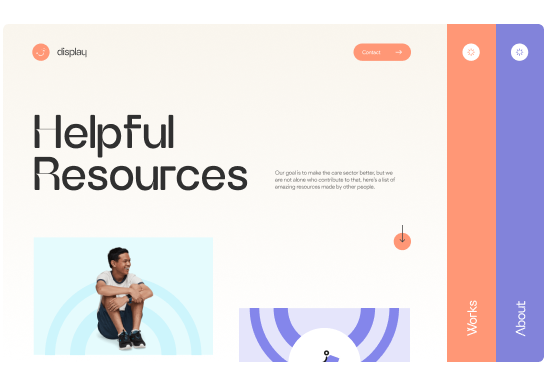 display
Contact
Helpful
Resources
Our goal is to make the care sector better, but we
are not alone who contribute to that, here's a list of
amazing resources made by other people.
Works
About